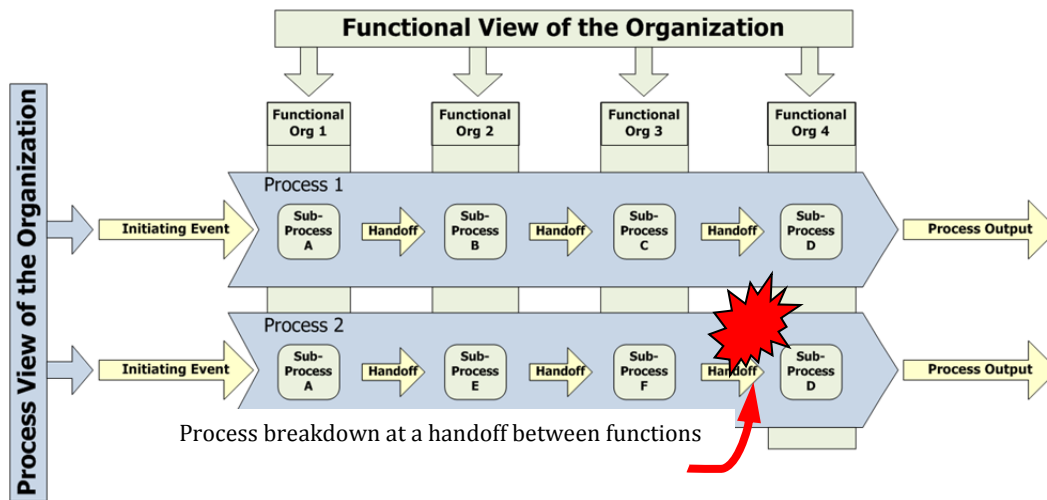 Functional View of the Organization
Process View of the Organization
Functional
Org 1
Functional
Org 2
Functional
Org 3
Functional
Org 4
Process 1
Initiating Event
Sub-
Process
A
Handoff
Sub-
Process
B
Handoff
Sub-
Process
C
Handoff
Sub-
Process
D
Process Output
Process 2
Initiating Event
Sub-
Process
A
Handoff
Sub-
Process
E
Handoff
Sub-
Process
F
Handoff
Sub-
Process
D
Process Output
Process breakdown at a handoff between functions